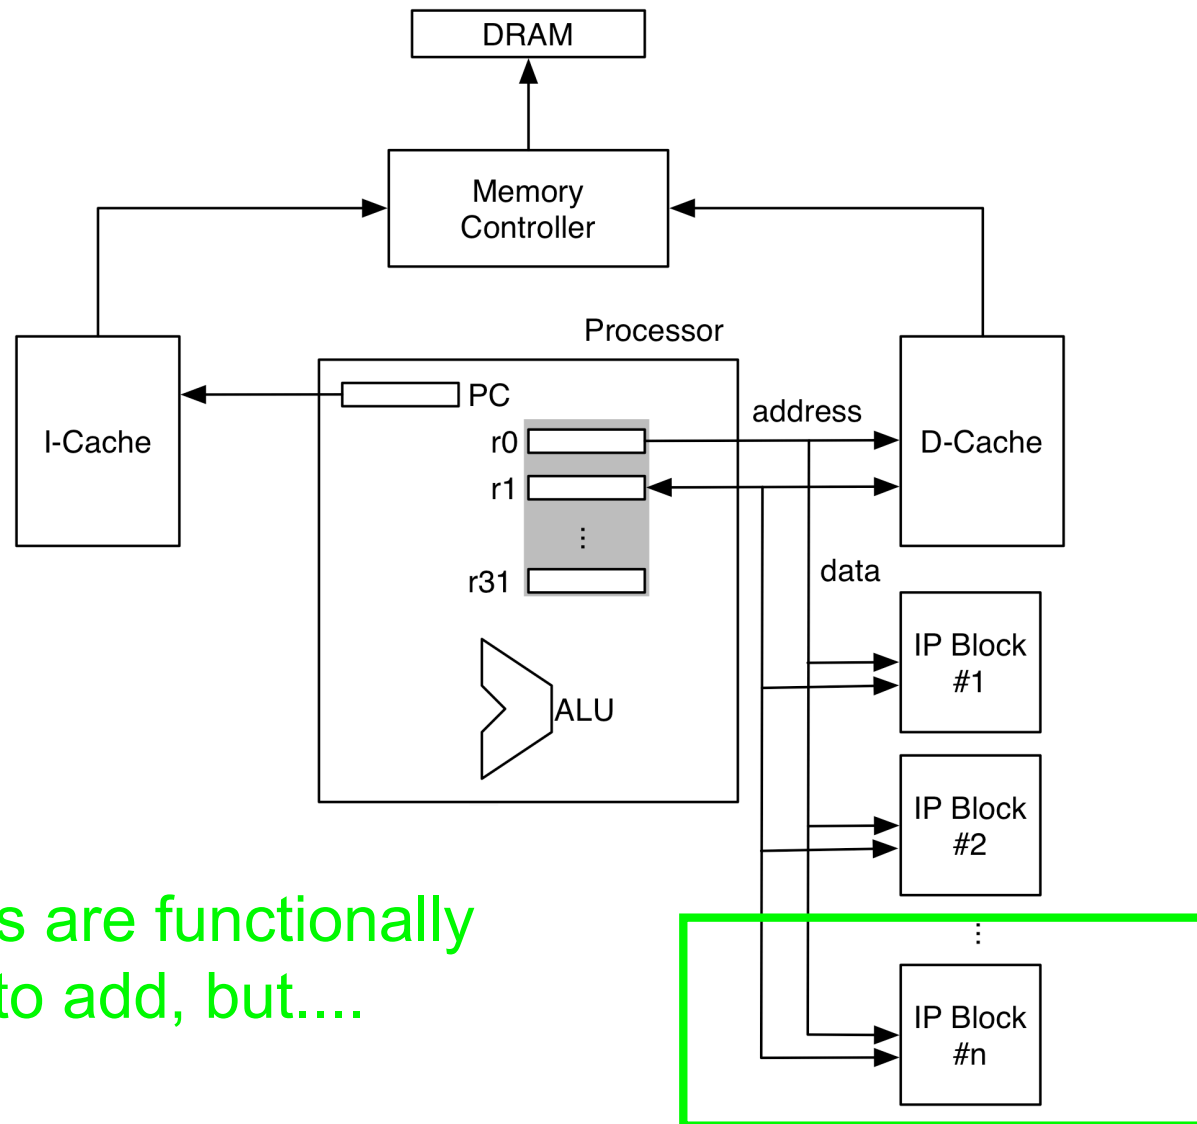 DRAM
Memory
Controller
Processor
PC
I-Cache
r0
address
D-Cache
r1
⋮
r31
data
IP Block
#1
ALU
IP Block
#2
s are functionally
to add, but....
⋮
IP Block
#n